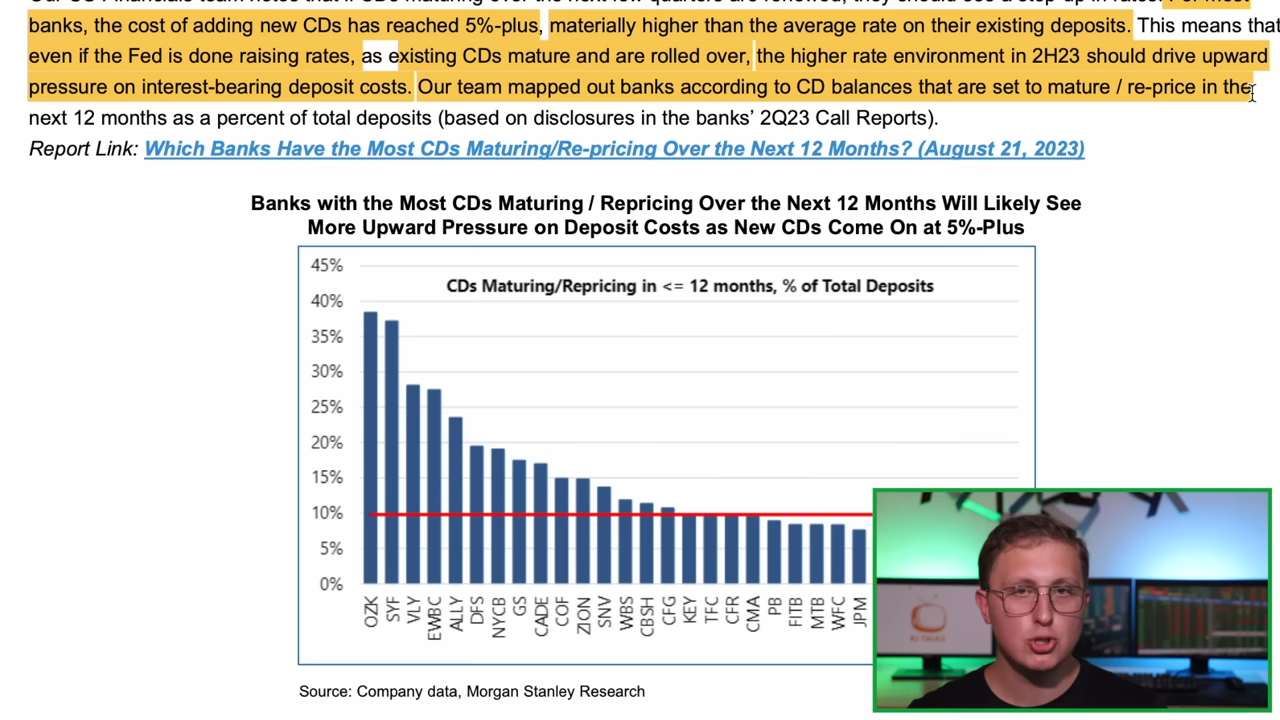 banks, the cost of adding new CDs has reached 5%-plus, materially higher than the average rate on their existing deposits. This means that
even if the Fed is done raising rates, as existing CDs mature and are rolled over, the higher rate environment in 2H23 should drive upward
pressure on interest-bearing deposit costs. Our team mapped out banks according to CD balances that are set to mature / re-price in the
next 12 months as a percent of total deposits (based on disclosures in the banks’ 2Q23 Call Reports).
Report Link: Which Banks Have the Most CDs Maturing/Re-pricing Over the Next 12 Months? (August 21, 2023)
Banks with the Most CDs Maturing / Repricing Over the Next 12 Months Will Likely See
More Upward Pressure on Deposit Costs as New CDs Come On at 5%-Plus
CDs Maturing/Repricing in <= 12 months, % of Total Deposits
45%
40%
35%
30%
25%
20%
15%
10%
5%
0%
OZK
SYF
VLY
EWBC
ALLY
DFS
NYCB
GS
CADE
COF
ZION
SNV
WBS
CBSH
CFG
KEY
TFC
CFR
CMA
PB
FITB
MTB
WFC
JPM
Source: Company data, Morgan Stanley Research